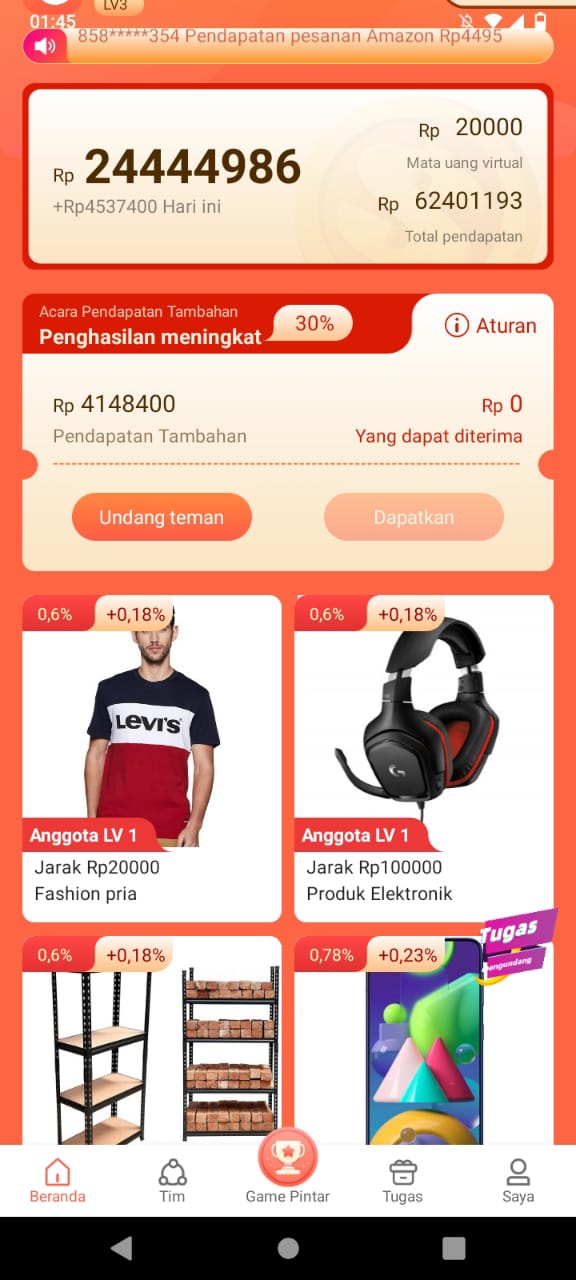 LV3
01:45
858*****354 Pendapatan pesanan Amazon Rp4495
Rp 24444986
+Rp4537400 Hari ini
Rp 20000
Mata uang virtual
Rp 62401193
Total pendapatan
Acara Pendapatan Tambahan
Penghasilan meningkat
30%
Aturan
Rp 4148400
Pendapatan Tambahan
Rp 0
Yang dapat diterima
Undang teman
Dapatkan
0,6% +0,18%
LEVI'S
Anggota LV 1
Jarak Rp20000
Fashion pria
0,6% +0,18%
Anggota LV 1
Jarak Rp100000
Produk Elektronik
Tugas
mengundang
0,6% +0,18%
0,78% +0,23%
Beranda
Tim
Game Pintar
Tugas
Saya